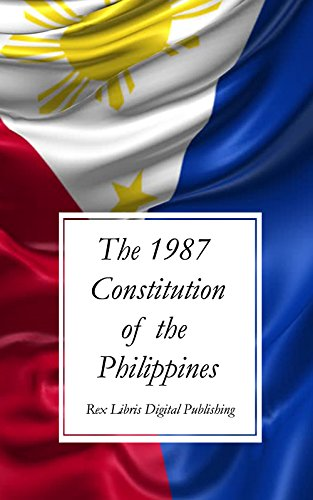 The 1987
Constitution
of the
Philippines
Rex Libris Digital Publishing